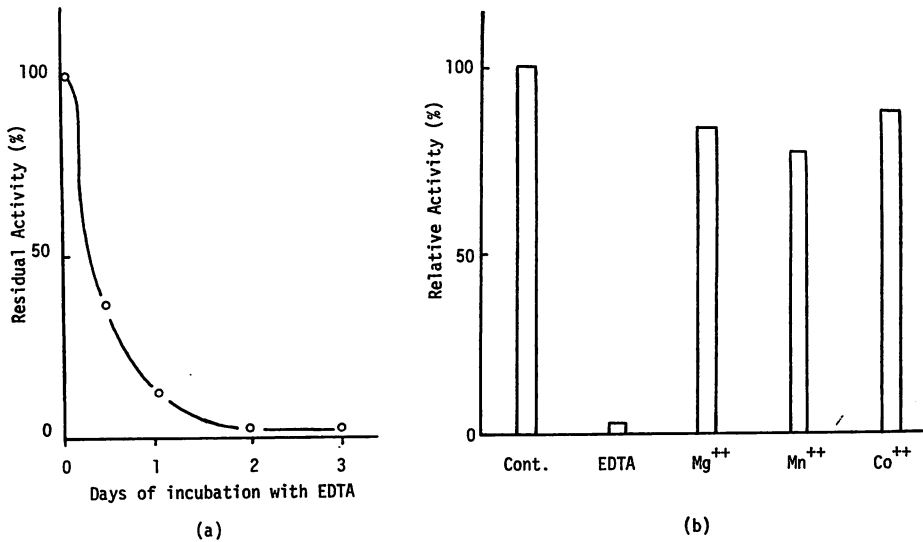 100
50
0
Residual Activity (%)
0 1 2 3
Days of incubation with EDTA
(a)
100
50
0
Relative Activity (%)
Cont. EDTA Mg++ Mn++ Co++
(b)